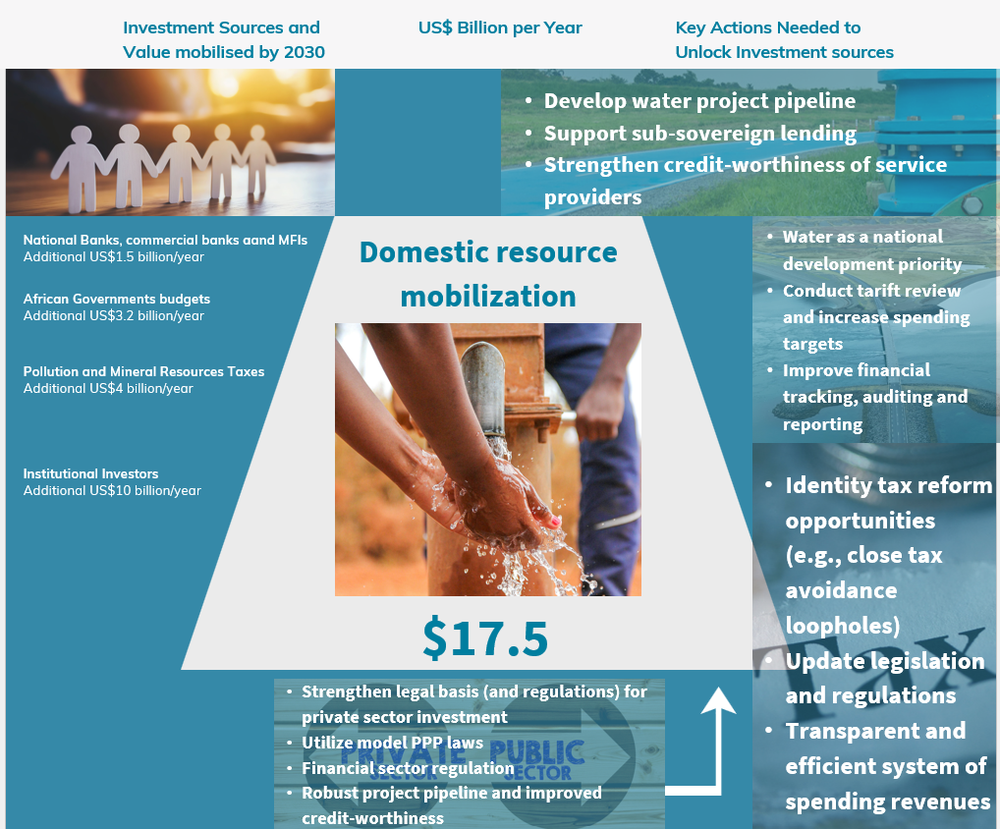 Investment Sources and
Value mobilised by 2030
US$ Billion per Year
Key Actions Needed to
Unlock Investment sources
• Develop water project pipeline
• Support sub-sovereign lending
• Strengthen credit-worthiness of service
providers
National Banks, commercial banks aand MFIs
Additional US$1.5 billion/year
African Governments budgets
Additional US$3.2 billion/year
Pollution and Mineral Resources Taxes
Additional US$4 billion/year
Institutional Investors
Additional US$10 billion/year
Domestic resource
mobilization
$17.5
• Water as a national
development priority
• Conduct tarift review
and increase spending
targets
• Improve financial
tracking, auditing and
reporting
• Identity tax reform
opportunities
(e.g., close tax
avoidance
loopholes)
• Update legislation
and regulations
• Transparent and
efficient system of
spending revenues
Tax
• Strengthen legal basis (and regulations) for
private sector investment
• Utilize model PPP laws
• Financial sector regulation
• Robust project pipeline and improved
credit-worthiness
PRIVATE
SECTOR
PUBLIC
SECTOR